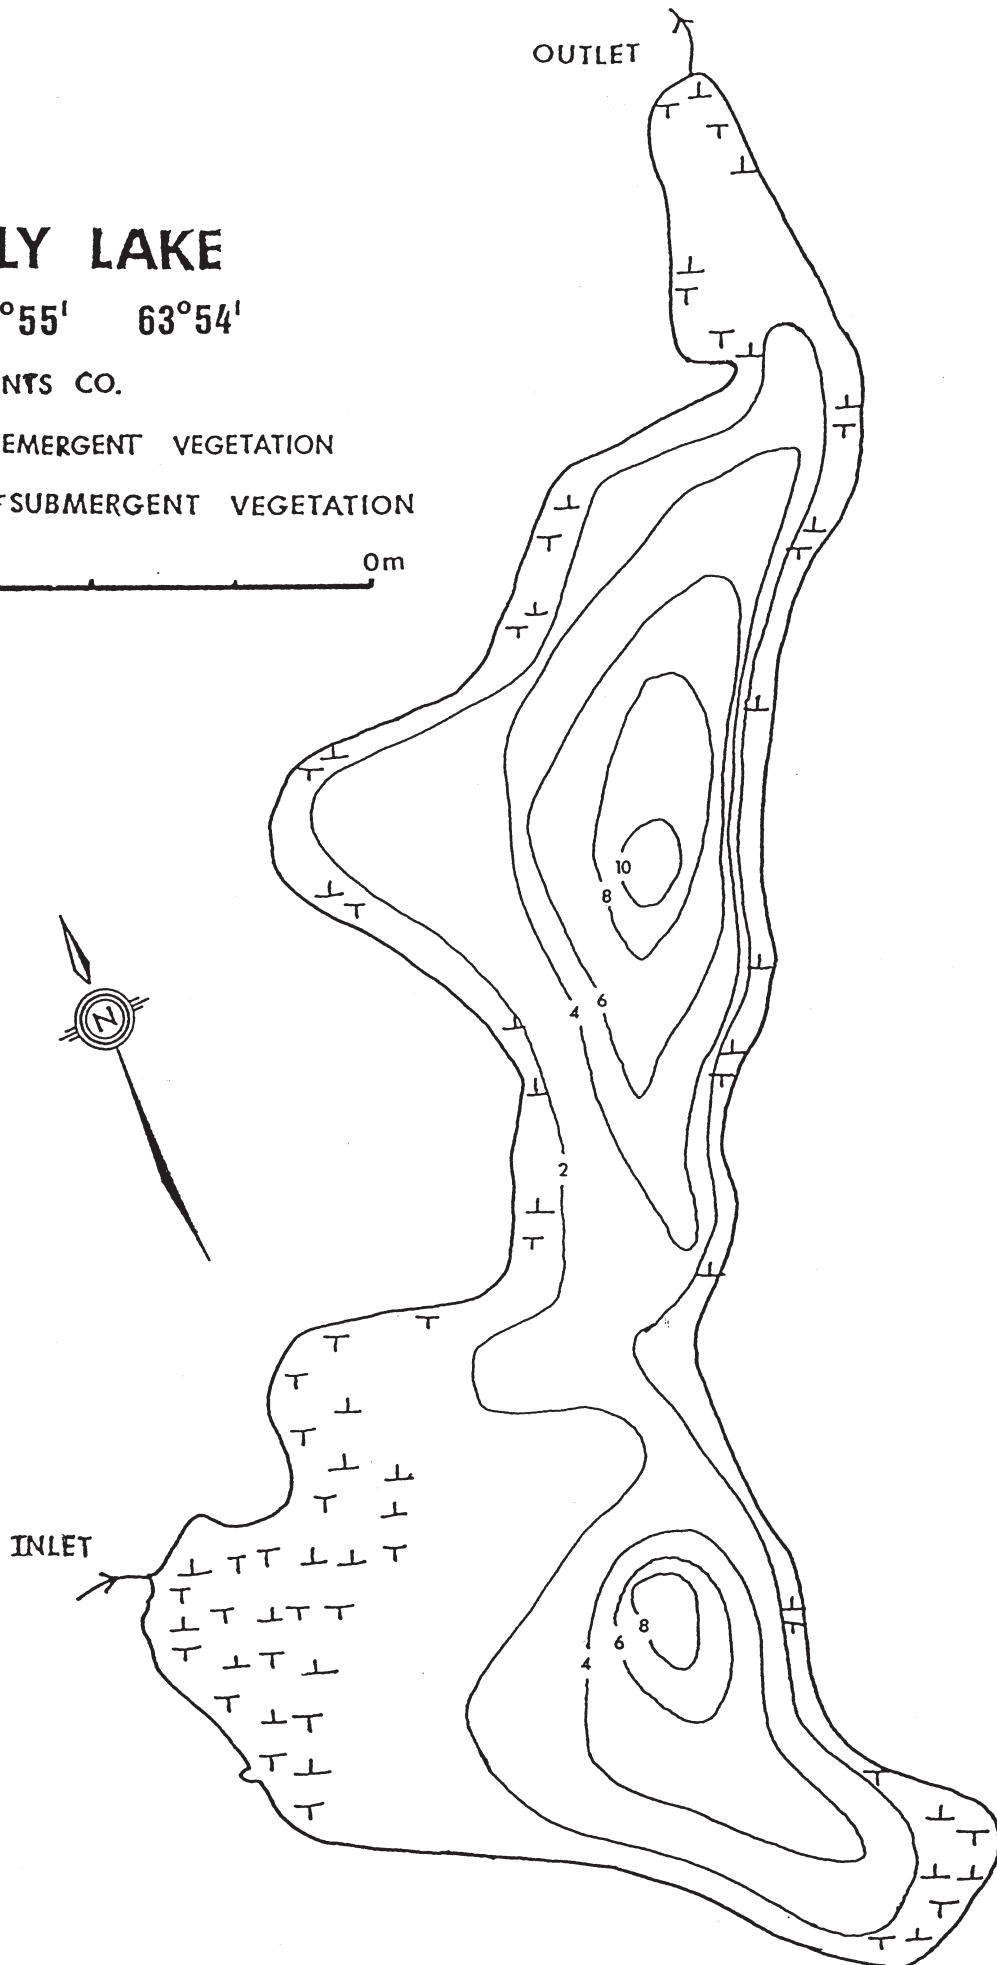 OUTLET
LY LAKE
°55' 63°54'
NTS CO.
EMERGENT VEGETATION
SUBMERGENT VEGETATION
0m
10
8
6
4
N
2
INLET
8
6
4